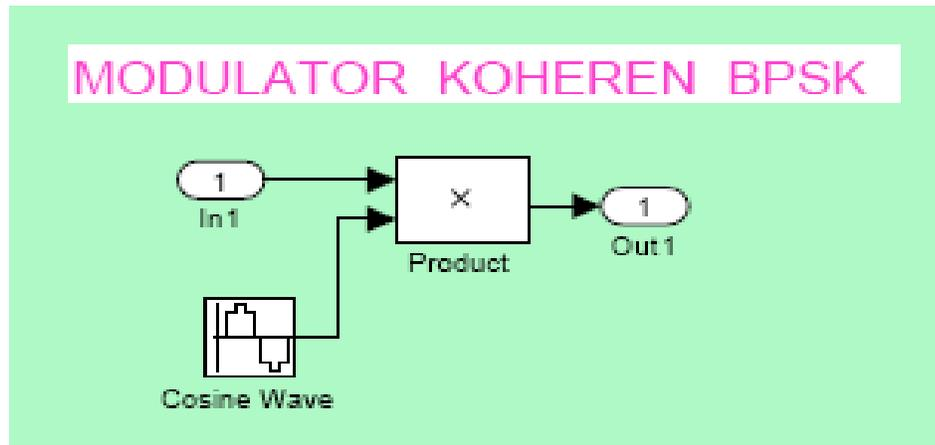 MODULATOR KOHEREN BPSK
1
In1
×
Product
1
Out1
Cosine Wave